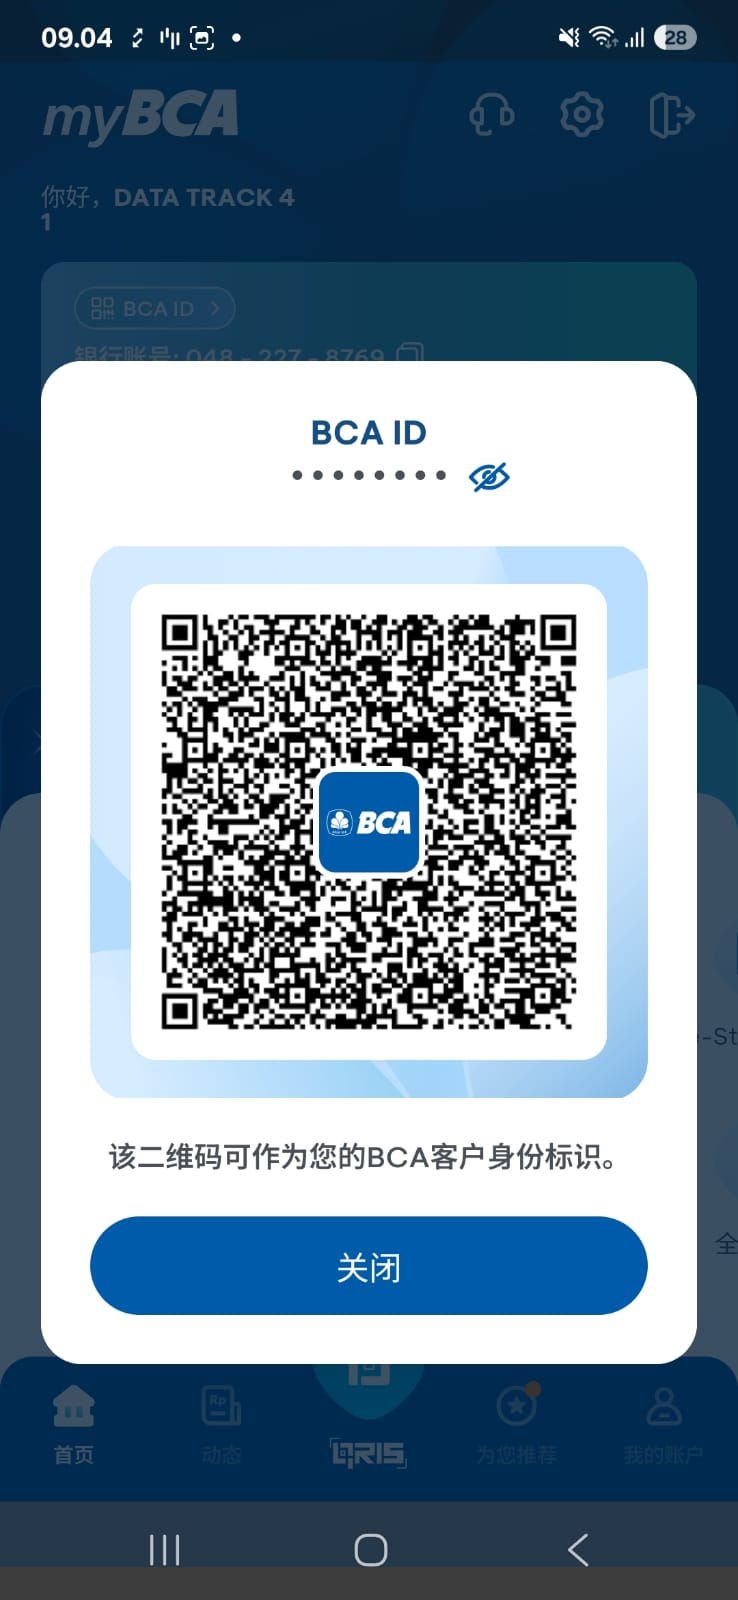 09.04
28
myBCA
你好，DATA TRACK 4
1
BCA ID
银行账号: 048 - 227 - 8769
BCA ID
BCA
-St
该二维码可作为您的BCA客户身份标识。
全
关闭
Rp
首页
动态
QRIS
为您推荐
我的账户